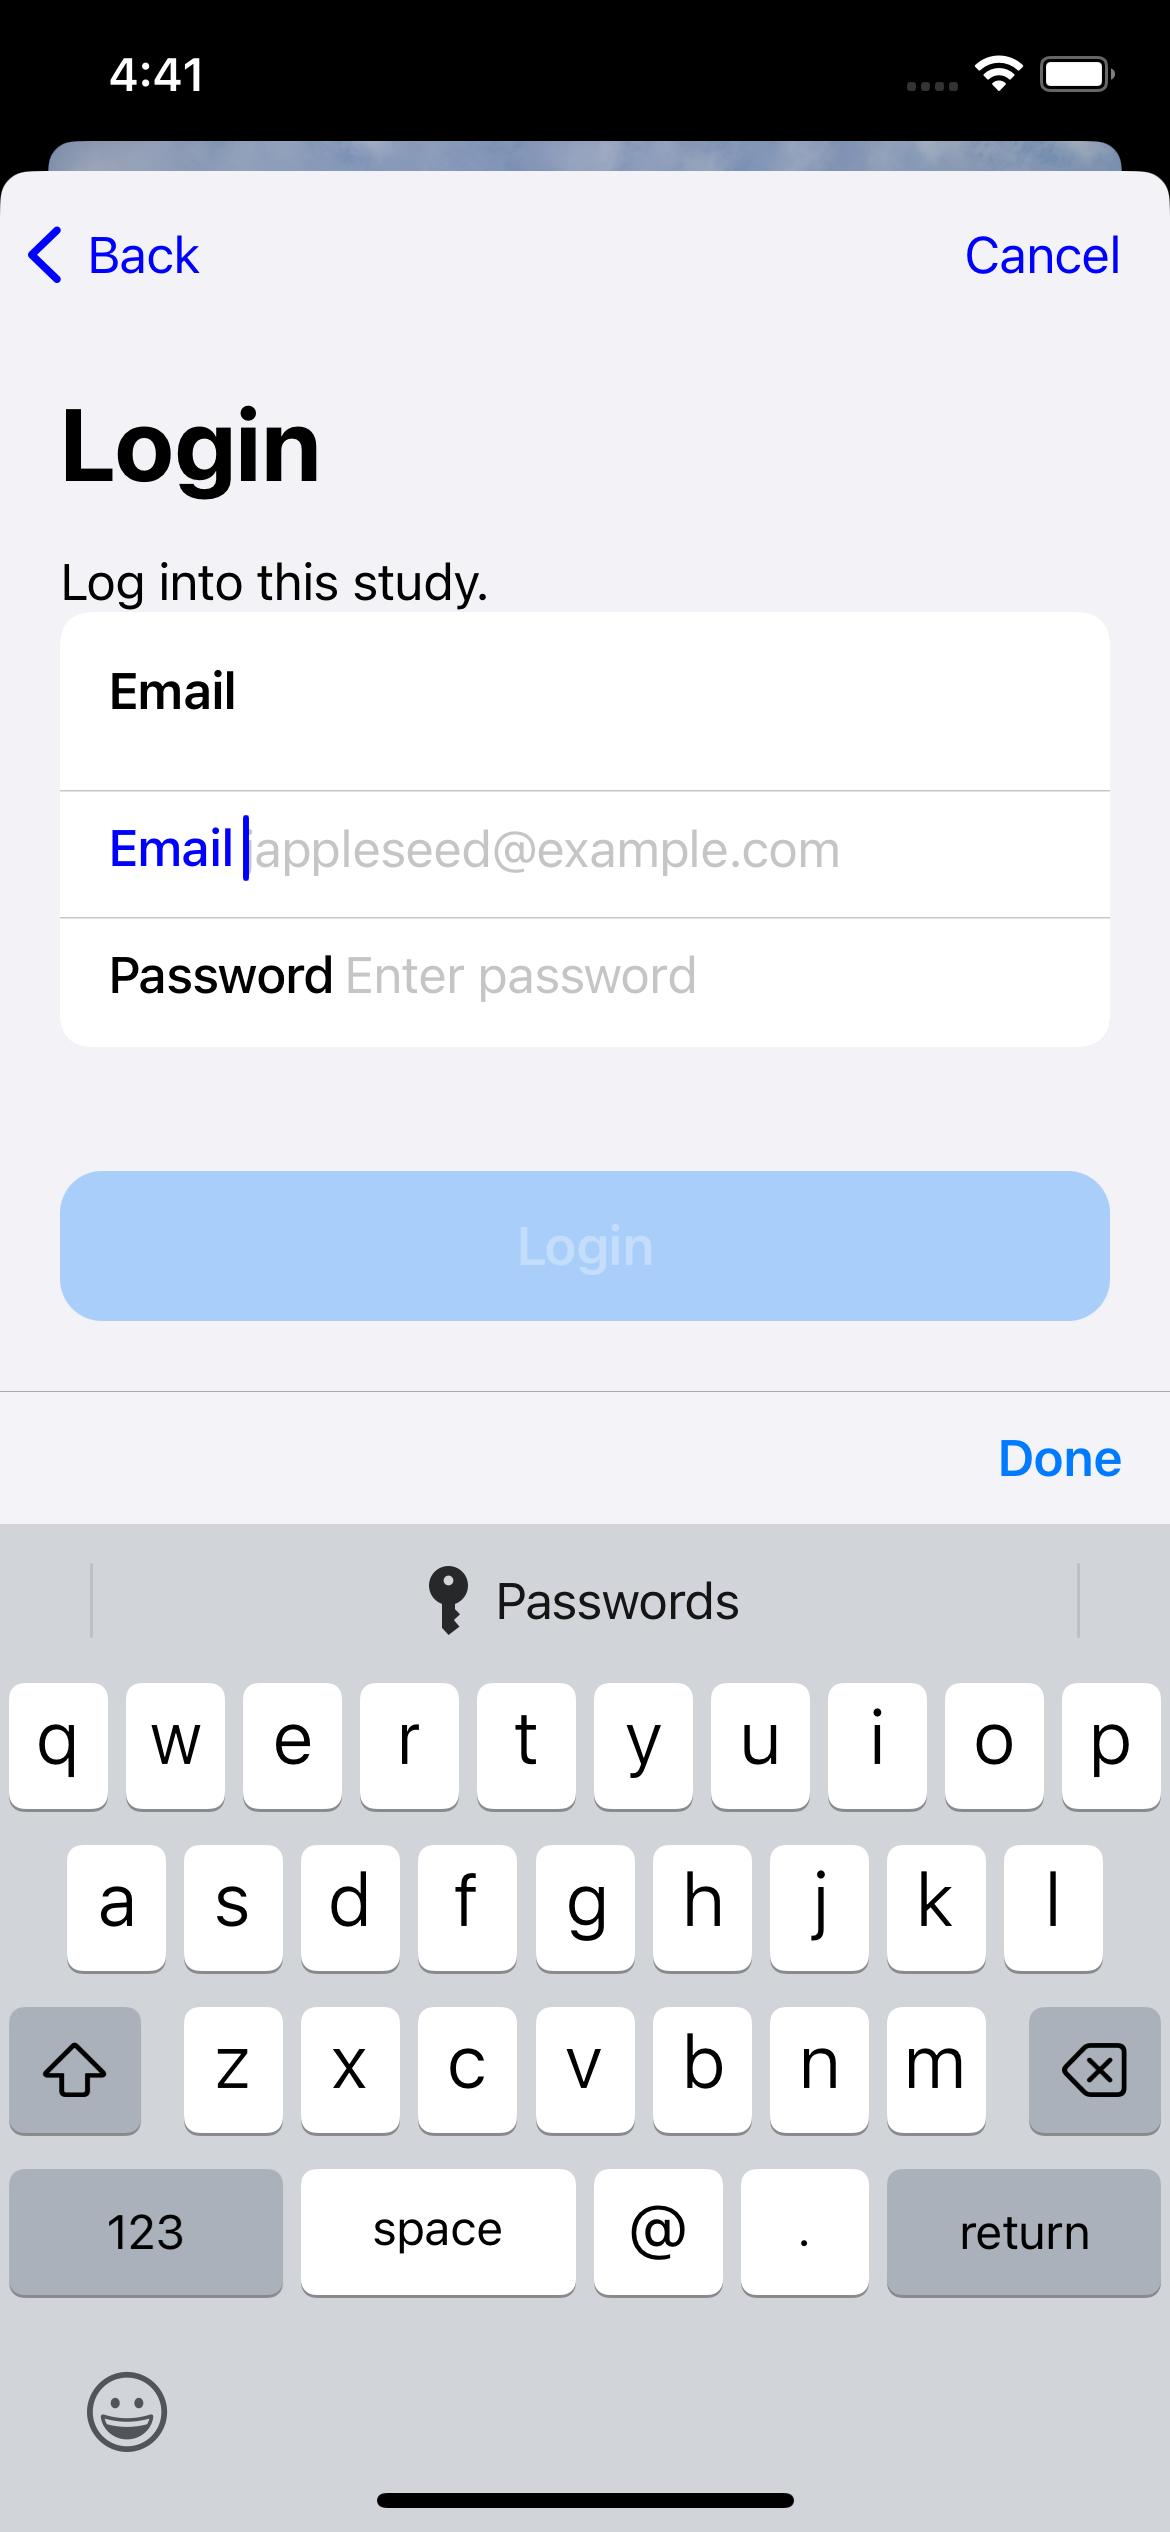 4:41
Back Cancel
Login
Log into this study.
Email
Email jappleseed@example.com
Password Enter password
Login
Done
Passwords
q w e r t y u i o p
a s d f g h j k l
z x c v b n m
123 space @ . return